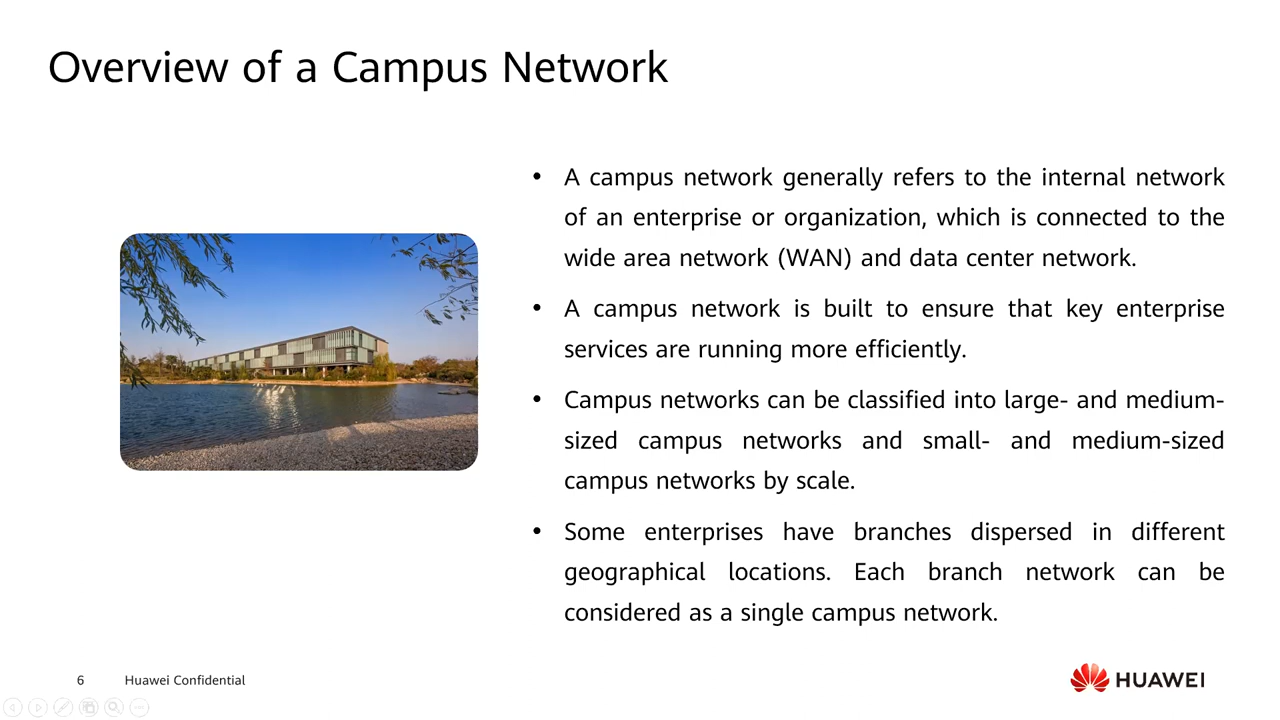 Overview of a Campus Network
• A campus network generally refers to the internal network
of an enterprise or organization, which is connected to the
wide area network (WAN) and data center network.
• A campus network is built to ensure that key enterprise
services are running more efficiently.
• Campus networks can be classified into large- and medium-
sized campus networks and small- and medium-sized
campus networks by scale.
• Some enterprises have branches dispersed in different
geographical locations. Each branch network can be
considered as a single campus network.
6 Huawei Confidential
HUAWEI